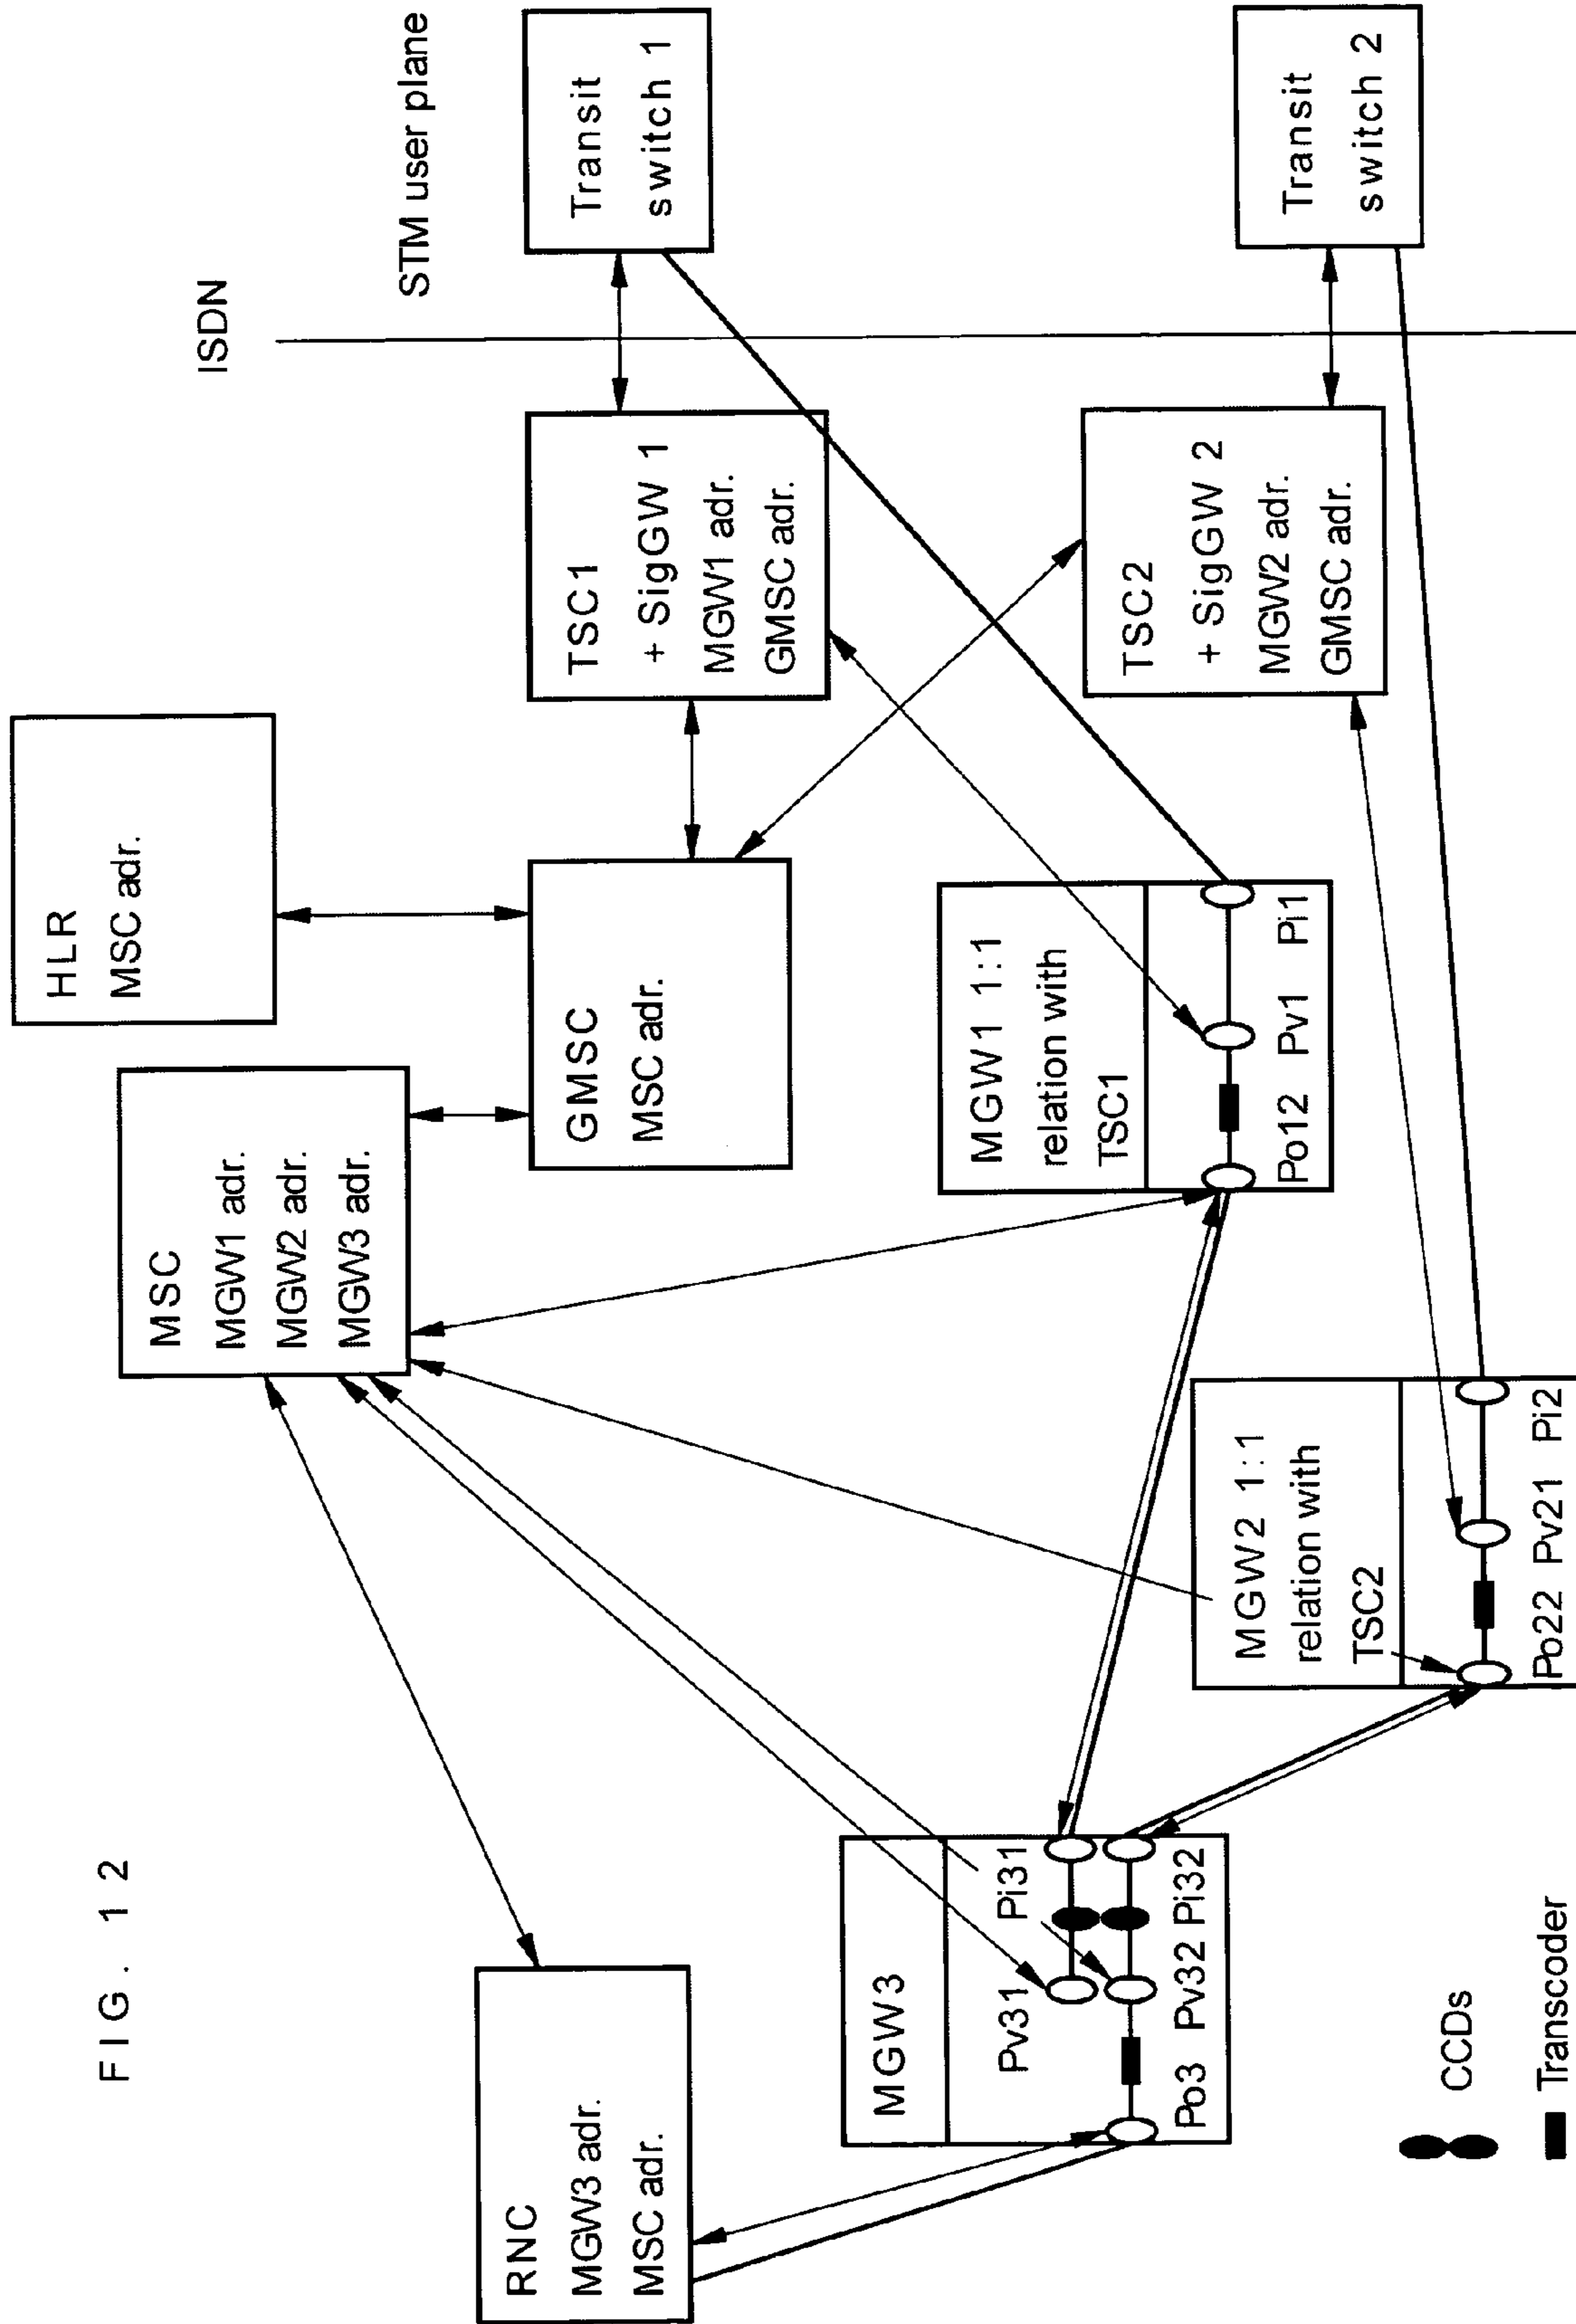 FIG. 12
ISDN
STM user plane
HLR
MSC adr.
MSC
MGW1 adr.
MGW2 adr.
MGW3 adr.
GMSC
MSC adr.
TSC1
+ SigGW 1
MGW1 adr.
GMSC adr.
Transit
switch 1
RNC
MGW3 adr.
MSC adr.
MGW3
Pv31 Pi31
Po3 Pv32 Pi32
MGW1 1:1
relation with
TSC1
Po12 Pv1 Pi1
TSC2
+ SigGW 2
MGW2 adr.
GMSC adr.
Transit
switch 2
MGW2 1:1
relation with
TSC2
Po22 Pv21 Pi2
CCDs
Transcoder